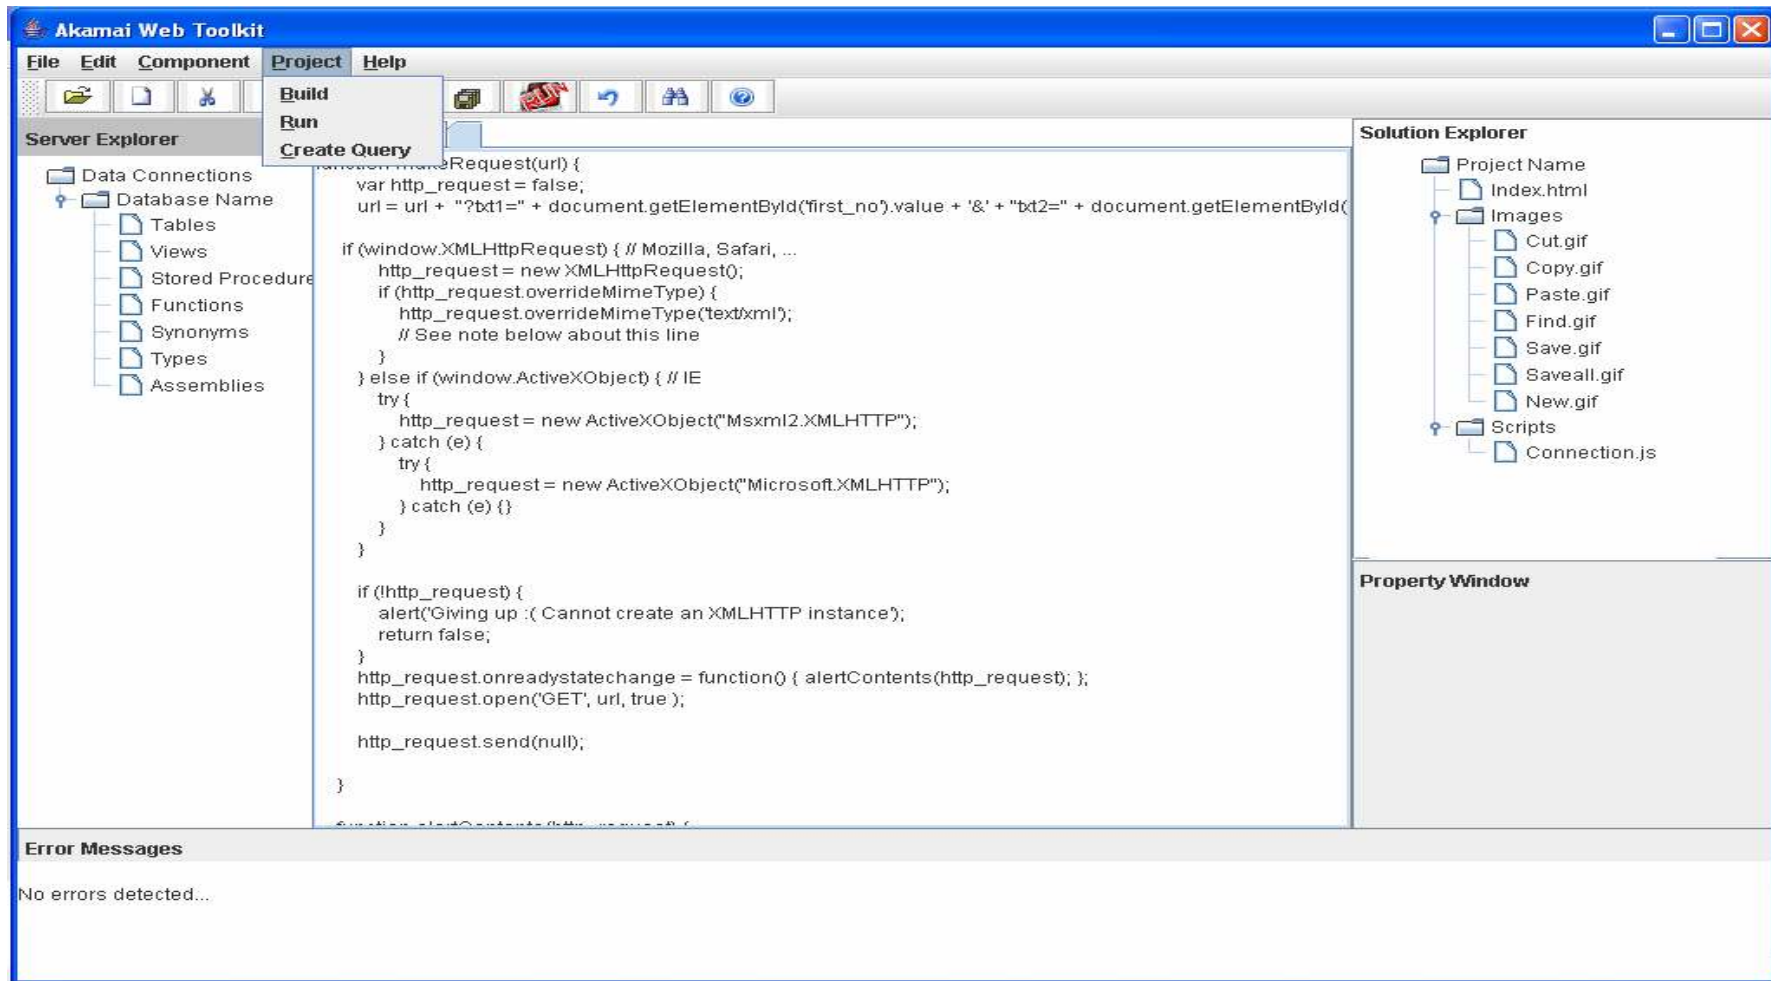 Akamai Web Toolkit
File Edit Component Project Help
Build
Run
Create Query
RUN
Server Explorer
Data Connections
Database Name
Tables
Views
Stored Procedure
Functions
Synonyms
Types
Assemblies
makeRequest(url) {
var http_request = false;
url = url + "?txt1=" + document.getElementById('first_no').value + '&' + "txt2=" + document.getElementById(
if (window.XMLHttpRequest) { // Mozilla, Safari, ...
http_request = new XMLHttpRequest();
if (http_request.overrideMimeType) {
http_request.overrideMimeType('text/xml');
// See note below about this line
}
} else if (window.ActiveXObject) { // IE
try {
http_request = new ActiveXObject("Msxml2.XMLHTTP");
} catch (e) {
try {
http_request = new ActiveXObject("Microsoft.XMLHTTP");
} catch (e) {}
}
}
if (!http_request) {
alert('Giving up :( Cannot create an XMLHTTP instance');
return false;
}
http_request.onreadystatechange = function() { alertContents(http_request); };
http_request.open('GET', url, true );
http_request.send(null);
}
Solution Explorer
Project Name
Index.html
Images
Cut.gif
Copy.gif
Paste.gif
Find.gif
Save.gif
Saveall.gif
New.gif
Scripts
Connection.js
Property Window
Error Messages
No errors detected...